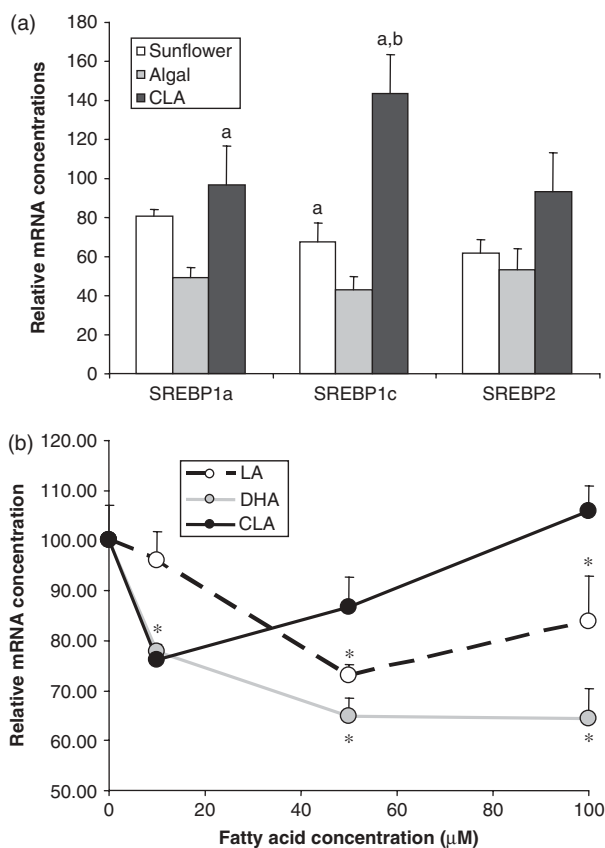 (a)
180
160
140
120
100
80
60
40
20
0
Relative mRNA concentrations
Sunflower
Algal
CLA
a
a
a,b
SREBP1a
SREBP1c
SREBP2
(b)
120.00
110.00
100.00
90.00
80.00
70.00
60.00
50.00
Relative mRNA concentration
LA
DHA
CLA
*
*
*
*
*
0
20
40
60
80
100
Fatty acid concentration (μM)